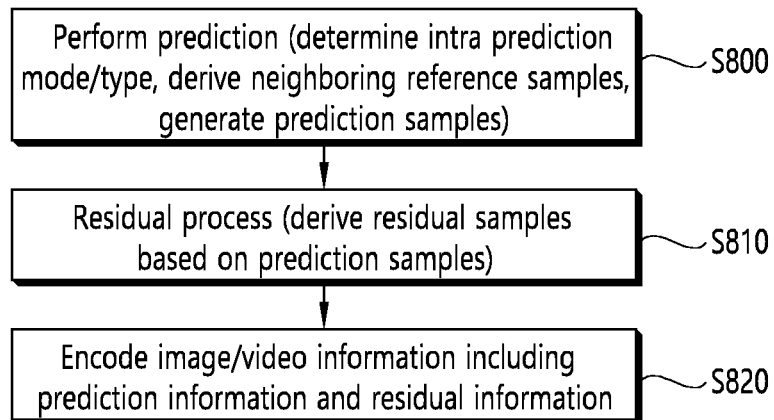 Perform prediction (determine intra prediction
mode/type, derive neighboring reference samples,
generate prediction samples)
S800
Residual process (derive residual samples
based on prediction samples)
S810
Encode image/video information including
prediction information and residual information
S820